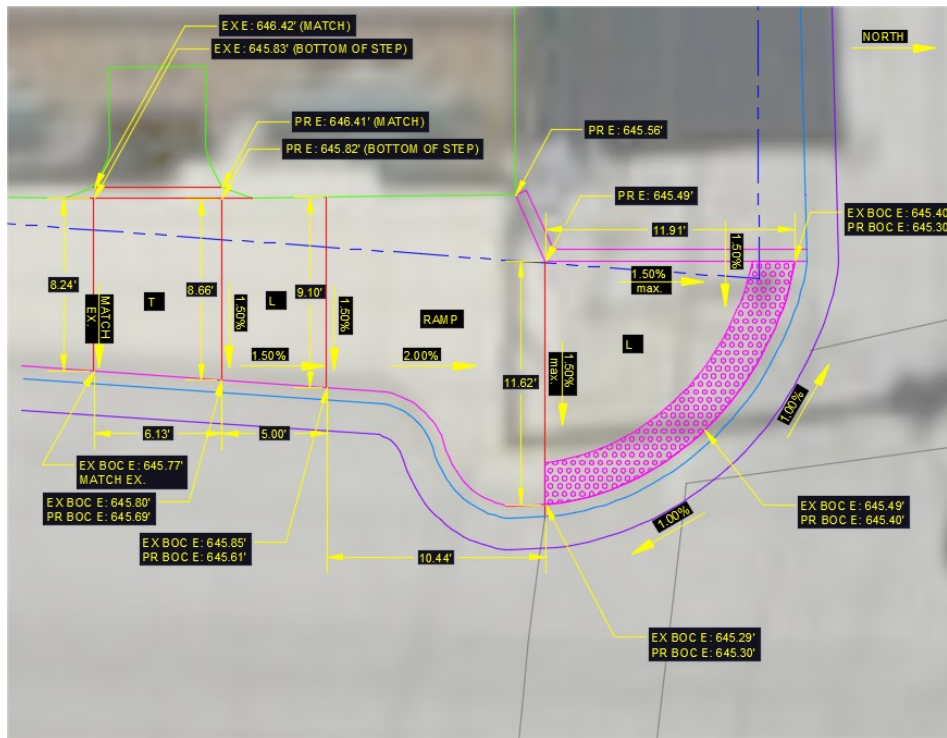 EX E: 646.42' (MATCH)
EX E: 645.83' (BOTTOM OF STEP)
NORTH
PR E: 646.41' (MATCH)
PR E: 645.82' (BOTTOM OF STEP)
PR E: 645.56'
PR E: 645.49'
EX BOC E: 645.40
PR BOC E: 645.30
11.91'
1.50%
8.24'
8.66'
9.10'
MATCH
EX.
T
1.50%
L
1.50%
1.50%
RAMP
2.00%
1.50%
max.
L
11.62'
1.50%
max.
6.13'
5.00'
1.00%
EX BOC E: 645.77'
MATCH EX.
EX BOC E: 645.80'
PR BOC E: 645.69'
EX BOC E: 645.85'
PR BOC E: 645.61'
10.44'
1.00%
EX BOC E: 645.49'
PR BOC E: 645.40'
EX BOC E: 645.29'
PR BOC E: 645.30'